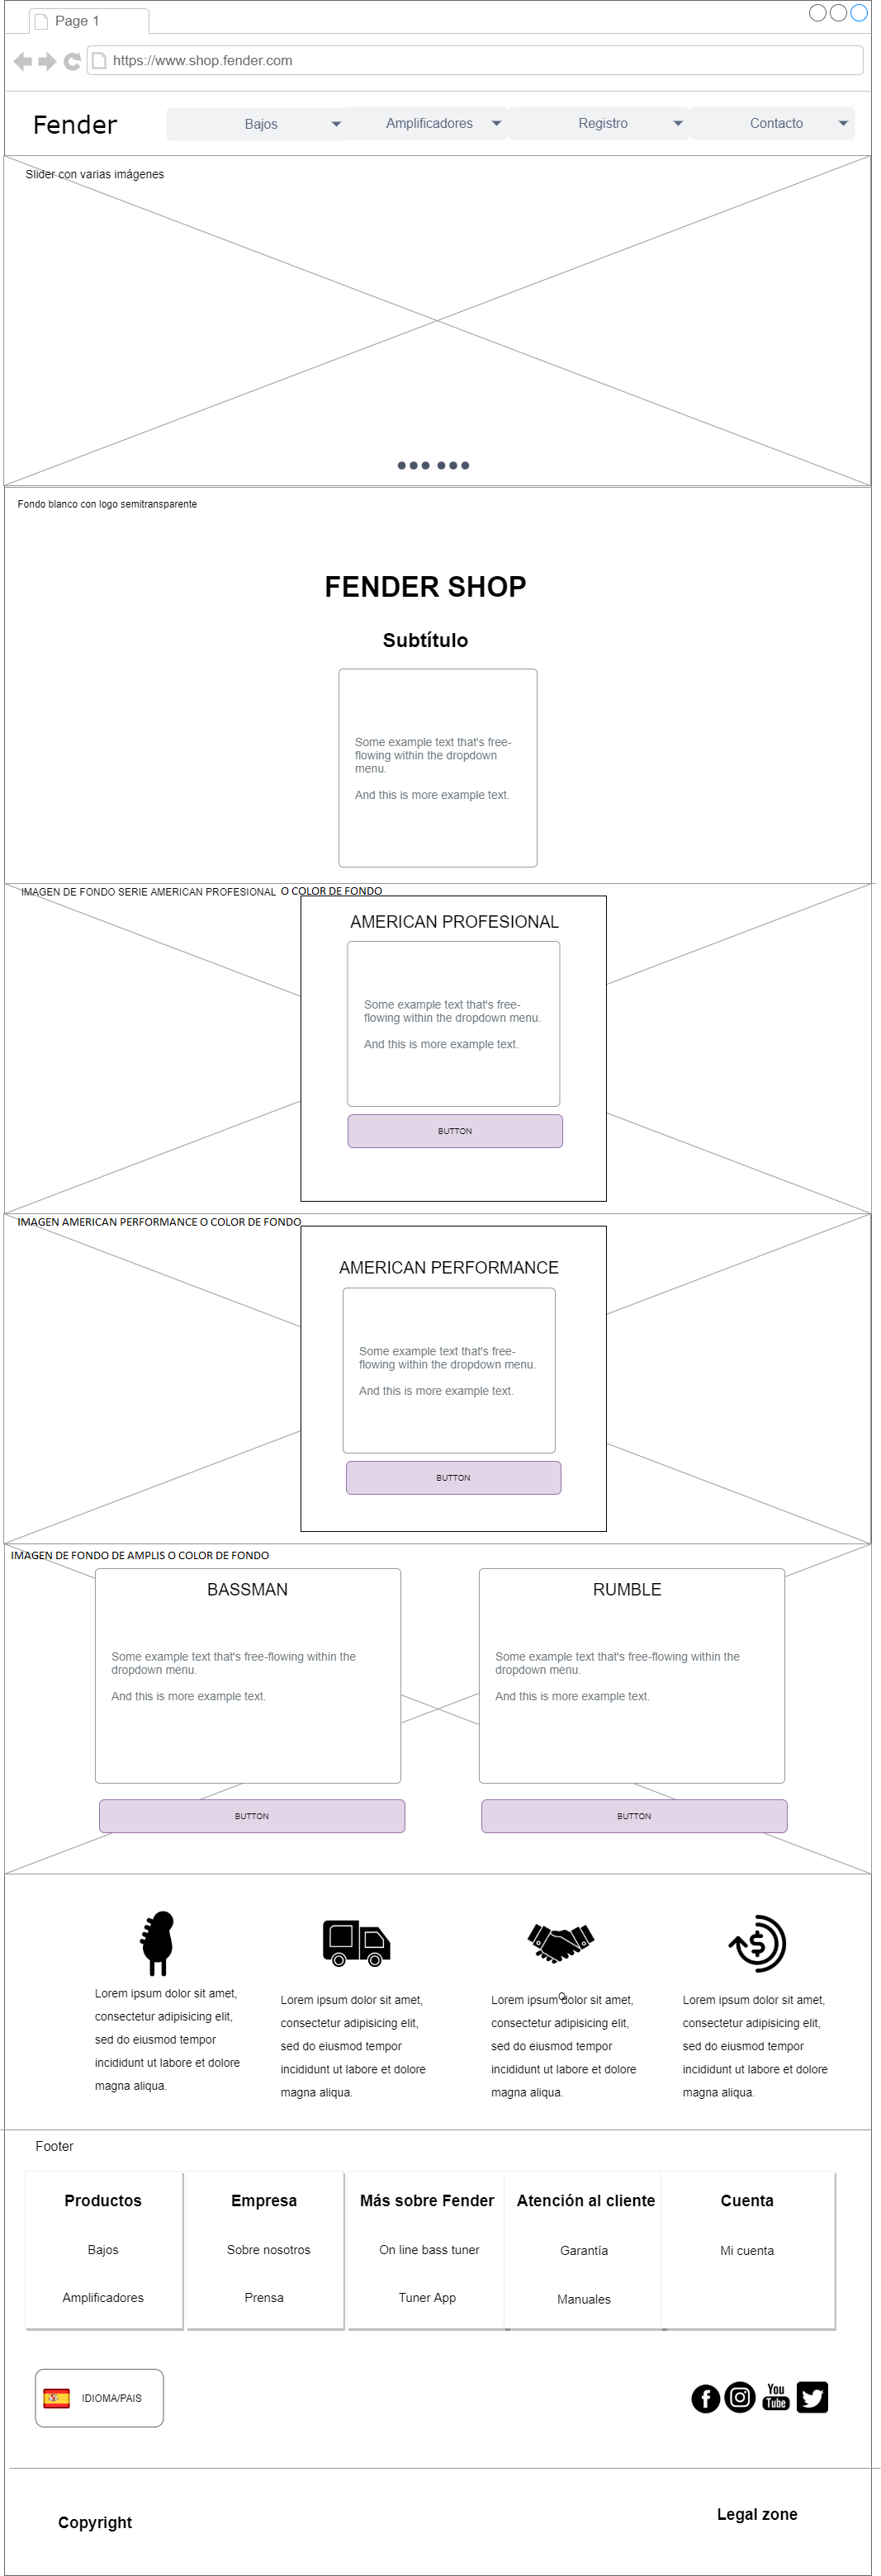 Page 1
https://www.shop.fender.com
Fender
Bajos
Amplificadores
Registro
Contacto
Slider con varias imágenes
Fondo blanco con logo semitransparente
FENDER SHOP
Subtítulo
Some example text that's free-
flowing within the dropdown
menu.
And this is more example text.
IMAGEN DE FONDO SERIE AMERICAN PROFESIONAL O COLOR DE FONDO
AMERICAN PROFESIONAL
Some example text that's free-
flowing within the dropdown menu.
And this is more example text.
BUTTON
IMAGEN AMERICAN PERFORMANCE O COLOR DE FONDO
AMERICAN PERFORMANCE
Some example text that's free-
flowing within the dropdown menu.
And this is more example text.
BUTTON
IMAGEN DE FONDO DE AMPLIS O COLOR DE FONDO
BASSMAN
Some example text that's free-flowing within the
dropdown menu.
And this is more example text.
BUTTON
RUMBLE
Some example text that's free-flowing within the
dropdown menu.
And this is more example text.
BUTTON
Lorem ipsum dolor sit amet,
consectetur adipisicing elit,
sed do eiusmod tempor
incididunt ut labore et dolore
magna aliqua.
Lorem ipsum dolor sit amet,
consectetur adipisicing elit,
sed do eiusmod tempor
incididunt ut labore et dolore
magna aliqua.
Lorem ipsum dolor sit amet,
consectetur adipisicing elit,
sed do eiusmod tempor
incididunt ut labore et dolore
magna aliqua.
Lorem ipsum dolor sit amet,
consectetur adipisicing elit,
sed do eiusmod tempor
incididunt ut labore et dolore
magna aliqua.
Footer
Productos
Bajos
Amplificadores
Empresa
Sobre nosotros
Prensa
Más sobre Fender
On line bass tuner
Tuner App
Atención al cliente
Garantía
Manuales
Cuenta
Mi cuenta
IDIOMA/PAIS
You
Tube
Copyright
Legal zone